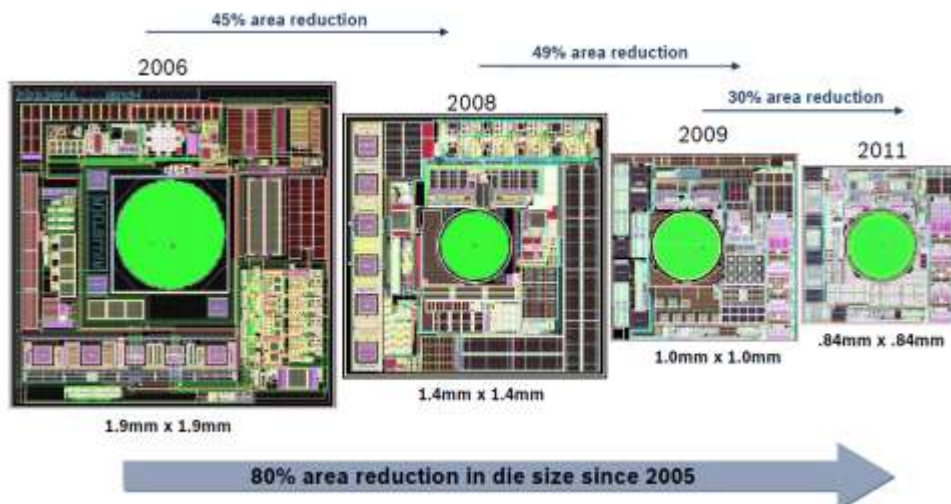 45% area reduction
49% area reduction
30% area reduction
2006
2008
2009
2011
1.9mm x 1.9mm
1.4mm x 1.4mm
1.0mm x 1.0mm
.84mm x .84mm
80% area reduction in die size since 2005